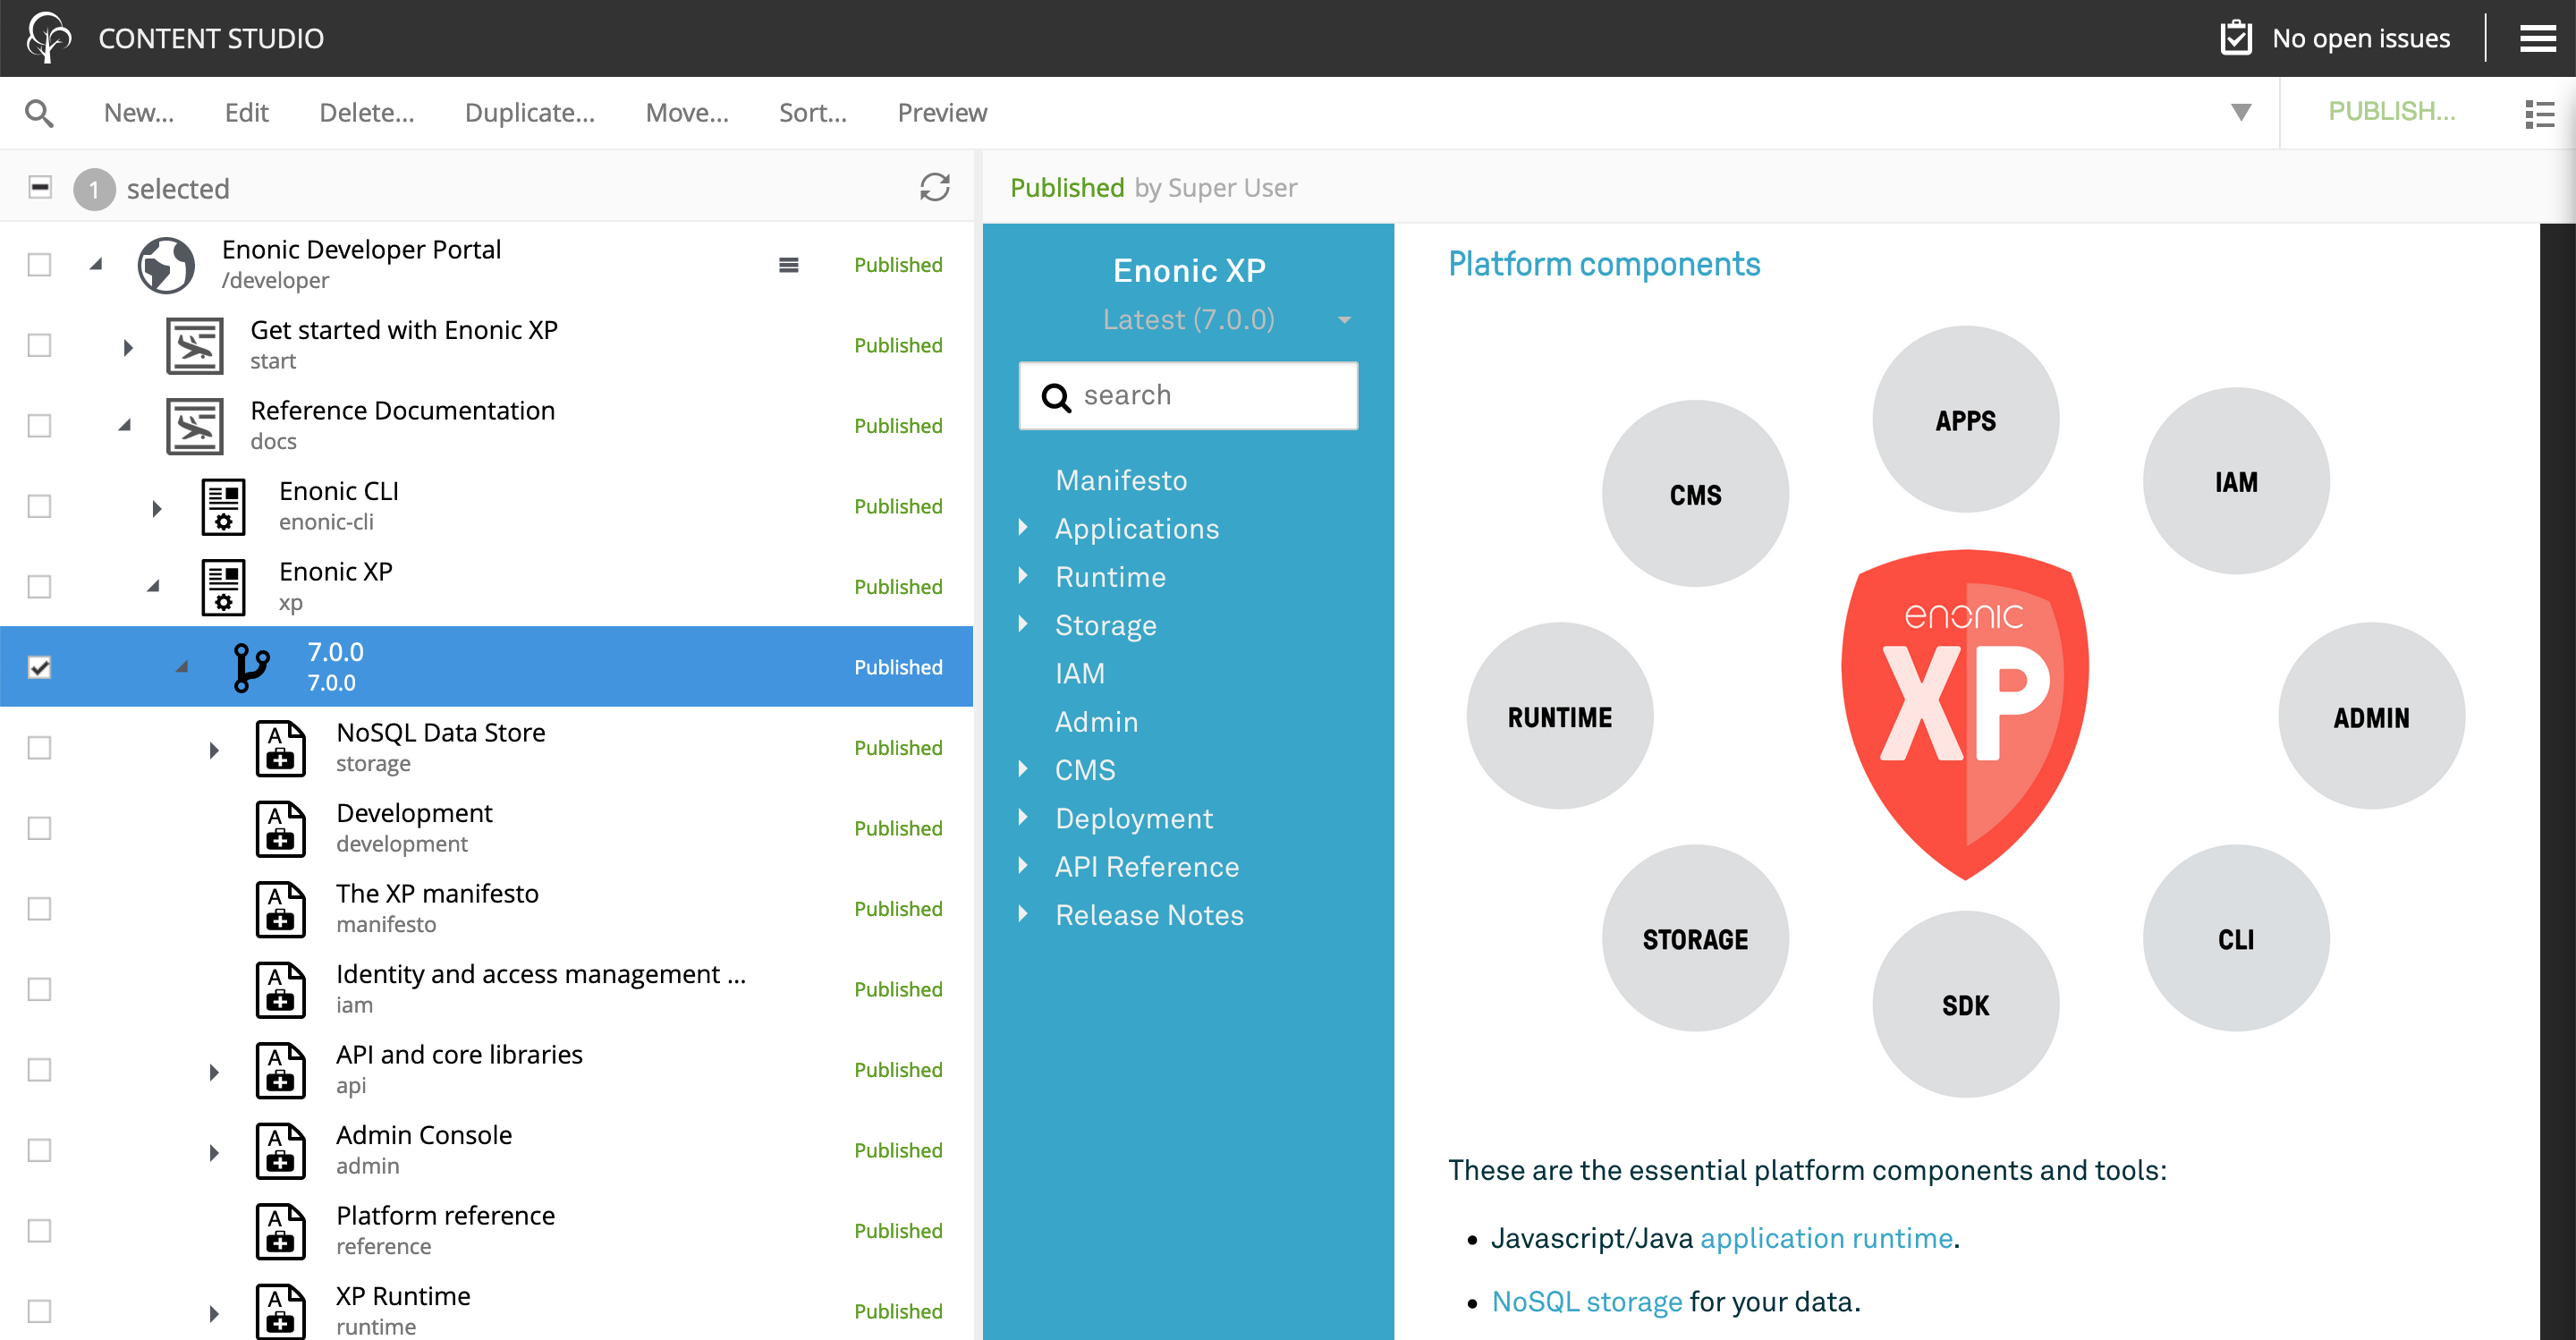 CONTENT STUDIO
No open issues
New...
Edit
Delete...
Duplicate...
Move...
Sort...
Preview
PUBLISH...
1 selected
Published by Super User
Enonic Developer Portal
/developer
Published
Get started with Enonic XP
start
Published
Reference Documentation
docs
Published
Enonic CLI
enonic-cli
Published
Enonic XP
xp
Published
7.0.0
7.0.0
Published
NoSQL Data Store
storage
Published
Development
development
Published
The XP manifesto
manifesto
Published
Identity and access management ...
iam
Published
API and core libraries
api
Published
Admin Console
admin
Published
Platform reference
reference
Published
XP Runtime
runtime
Published
Enonic XP
Latest (7.0.0)
search
Manifesto
Applications
Runtime
Storage
IAM
Admin
CMS
Deployment
API Reference
Release Notes
Platform components
APPS
CMS
IAM
enonic
XP
RUNTIME
ADMIN
STORAGE
CLI
SDK
These are the essential platform components and tools:
Javascript/Java application runtime.
NoSQL storage for your data.